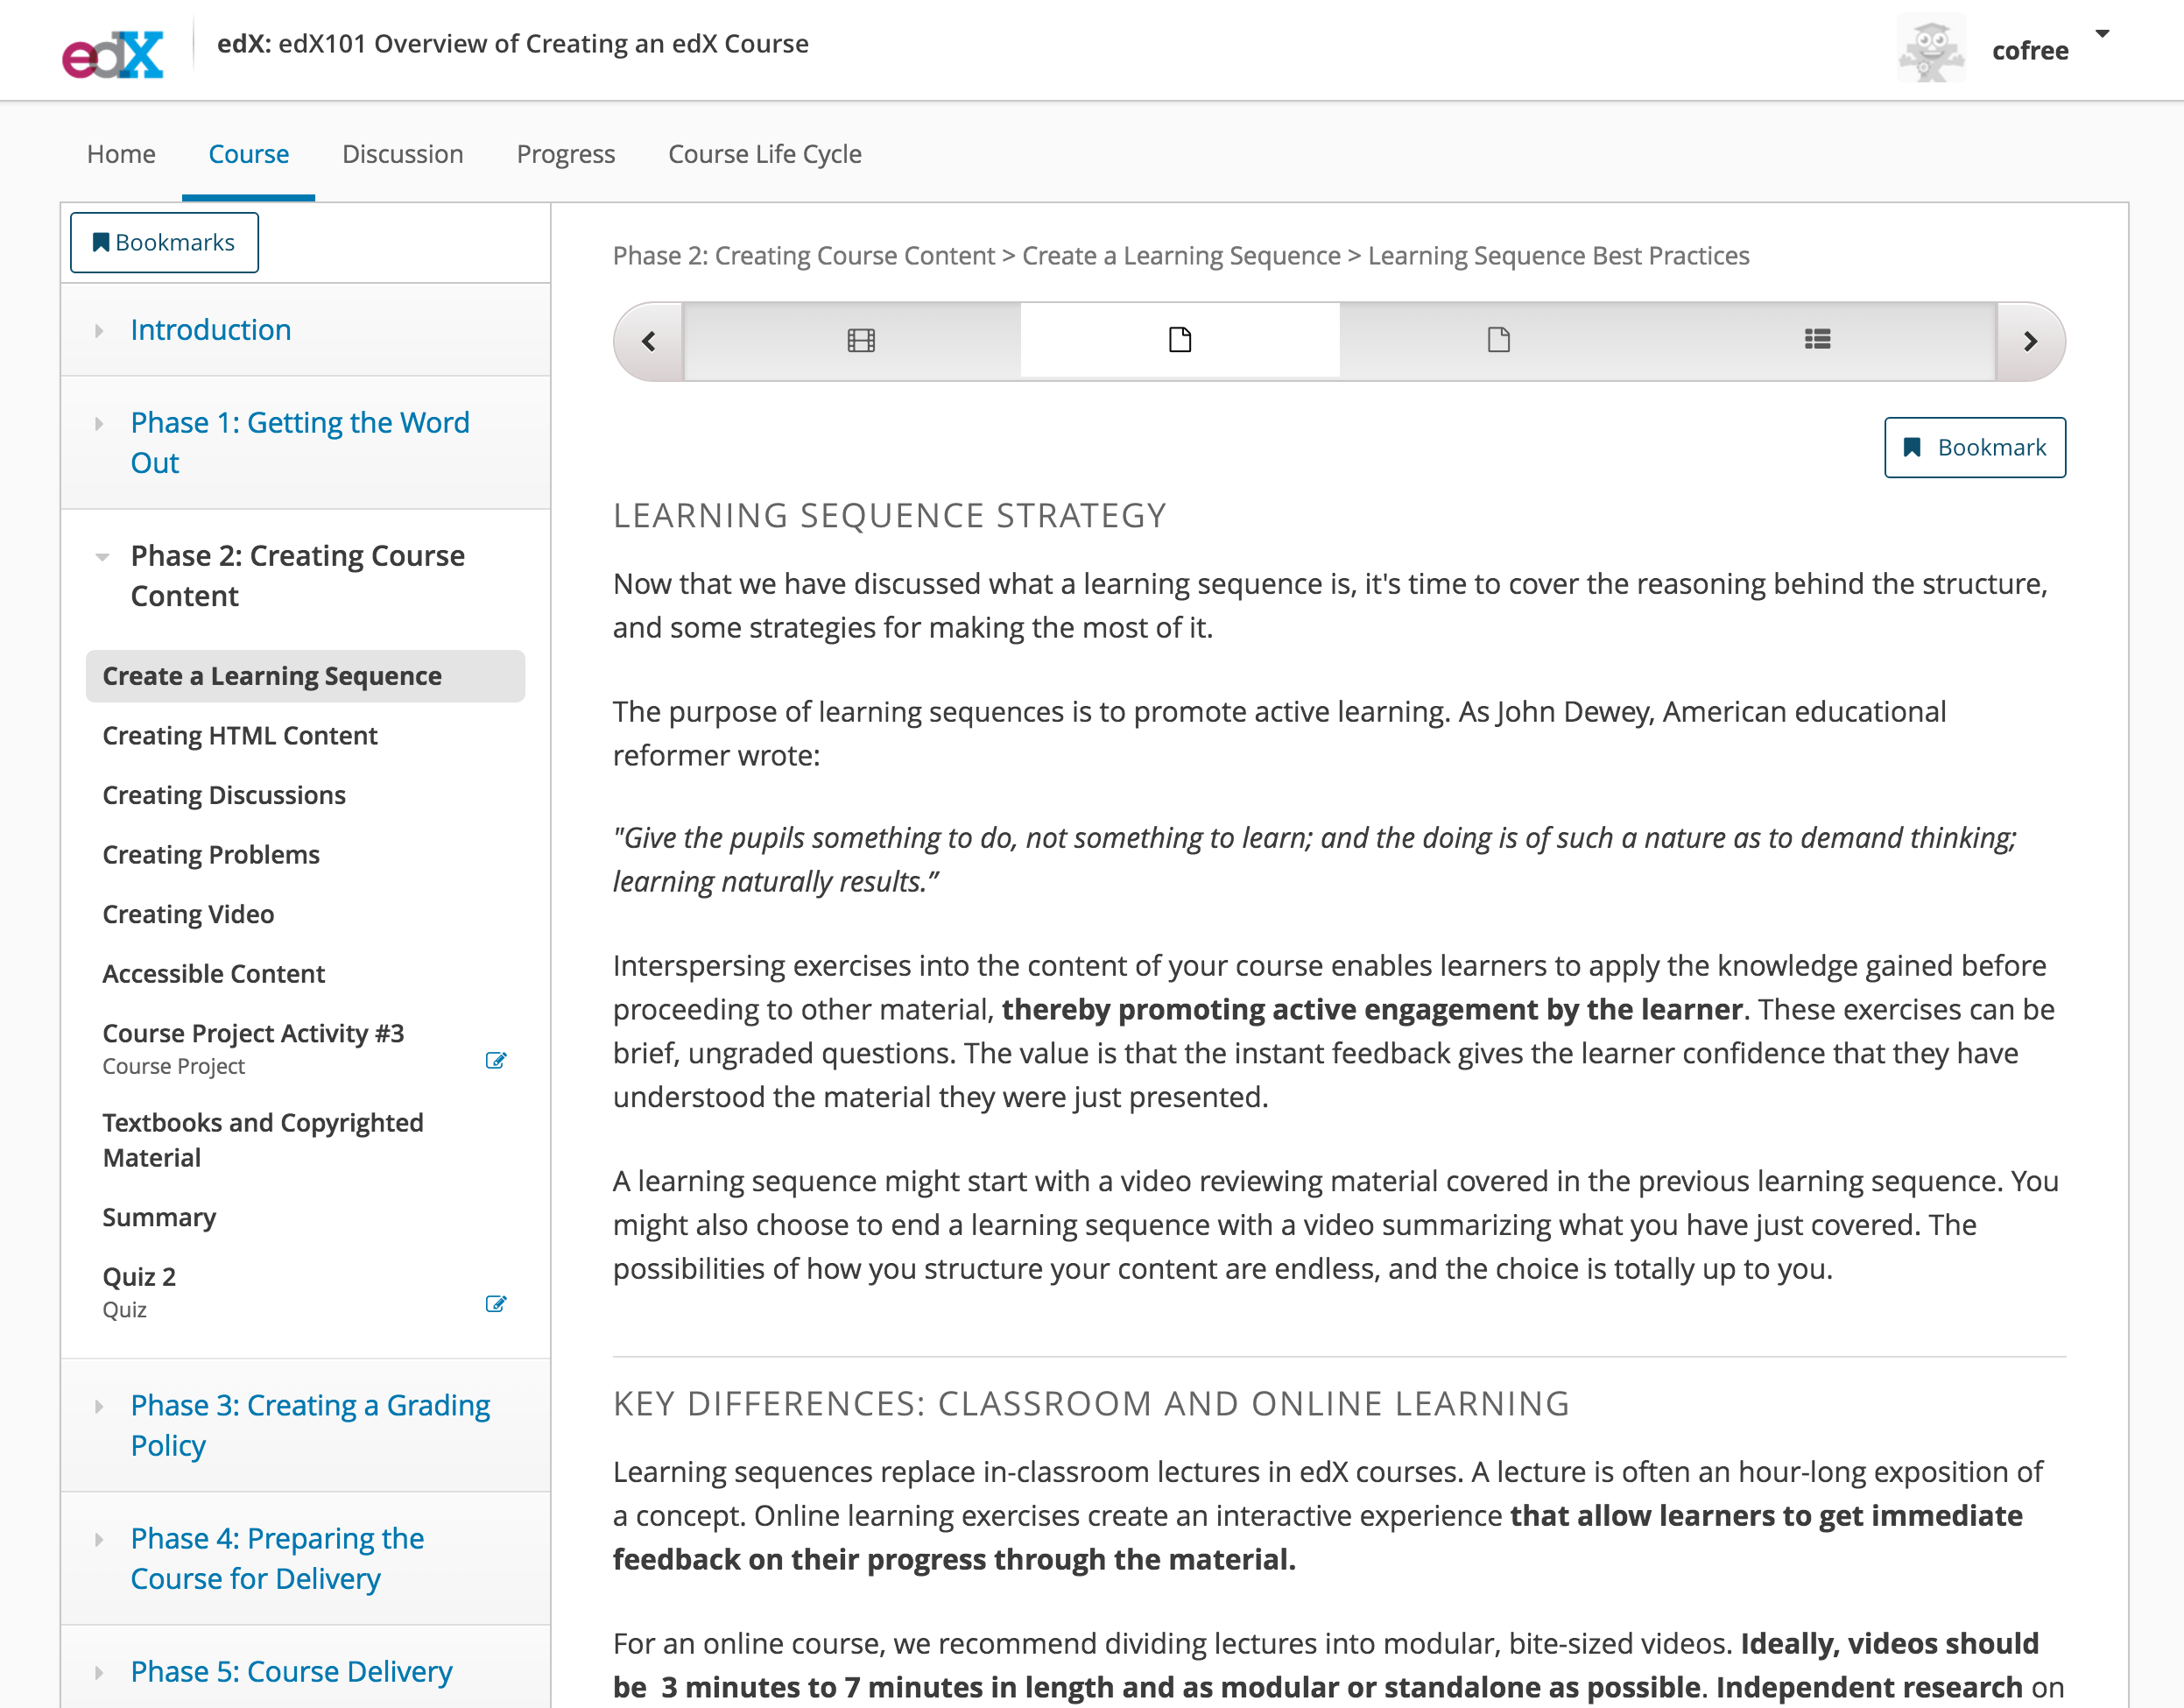 edX
edX: edX101 Overview of Creating an edX Course
cofree
Home
Course
Discussion
Progress
Course Life Cycle
Bookmarks
Introduction
Phase 1: Getting the Word
Out
Phase 2: Creating Course
Content
Create a Learning Sequence
Creating HTML Content
Creating Discussions
Creating Problems
Creating Video
Accessible Content
Course Project Activity #3
Course Project
Textbooks and Copyrighted
Material
Summary
Quiz 2
Quiz
Phase 3: Creating a Grading
Policy
Phase 4: Preparing the
Course for Delivery
Phase 5: Course Delivery
Phase 2: Creating Course Content > Create a Learning Sequence > Learning Sequence Best Practices
Bookmark
LEARNING SEQUENCE STRATEGY
Now that we have discussed what a learning sequence is, it's time to cover the reasoning behind the structure,
and some strategies for making the most of it.
The purpose of learning sequences is to promote active learning. As John Dewey, American educational
reformer wrote:
"Give the pupils something to do, not something to learn; and the doing is of such a nature as to demand thinking;
learning naturally results.”
Interspersing exercises into the content of your course enables learners to apply the knowledge gained before
proceeding to other material, thereby promoting active engagement by the learner. These exercises can be
brief, ungraded questions. The value is that the instant feedback gives the learner confidence that they have
understood the material they were just presented.
A learning sequence might start with a video reviewing material covered in the previous learning sequence. You
might also choose to end a learning sequence with a video summarizing what you have just covered. The
possibilities of how you structure your content are endless, and the choice is totally up to you.
KEY DIFFERENCES: CLASSROOM AND ONLINE LEARNING
Learning sequences replace in-classroom lectures in edX courses. A lecture is often an hour-long exposition of
a concept. Online learning exercises create an interactive experience that allow learners to get immediate
feedback on their progress through the material.
For an online course, we recommend dividing lectures into modular, bite-sized videos. Ideally, videos should
be 3 minutes to 7 minutes in length and as modular or standalone as possible. Independent research on